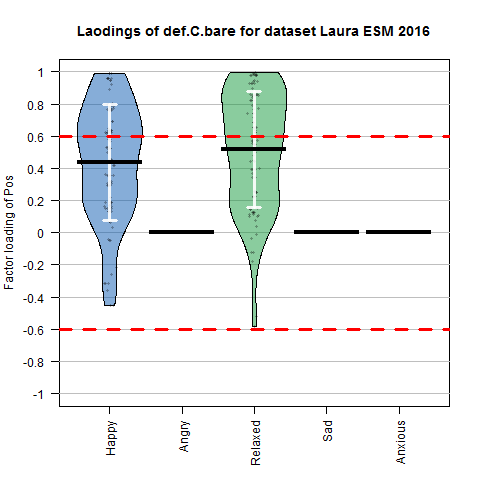 Laodings of def.C.bare for dataset Laura ESM 2016
Factor loading of Pos
1
0.8
0.6
0.4
0.2
0
-0.2
-0.4
-0.6
-0.8
-1
Happy
Angry
Relaxed
Sad
Anxious